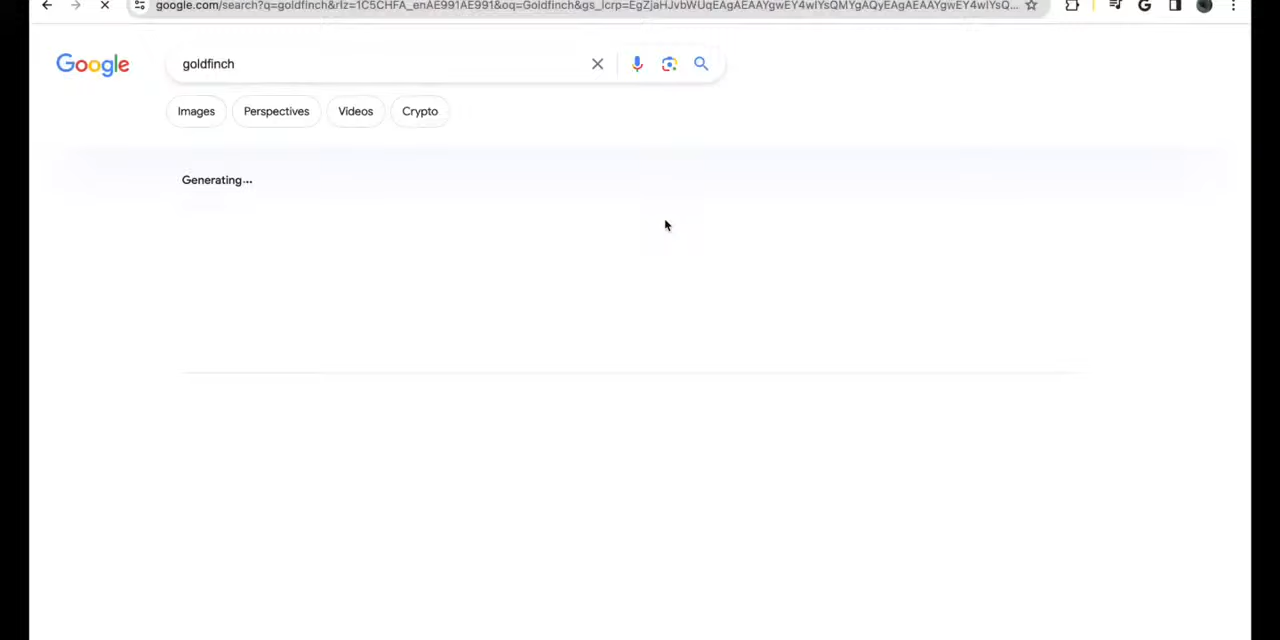 google.com/search?q=goldfinch&rlz=1C5CHFA_enAE991AE991&oq=Goldfinch&gs_lcrp=EgZjaHJvbWUqEAgAEAAYgwEY4wIYsQMYgAQyEAgAEAAYgwEY4wIYsQ...
Google
goldfinch
Images Perspectives Videos Crypto
Generating...